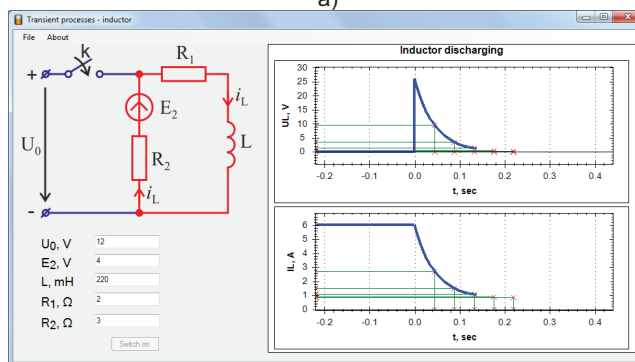 a)
Transient processes - inductor
File About
k
R1
+
iL
E2
U0
L
R2
iL
-
U0, V 12
E2, V 4
L, mH 220
R1, Ω 2
R2, Ω 3
Switch on
Inductor discharging
UL, V
30
25
20
15
10
5
0
-0.2 -0.1 0.0 0.1 0.2 0.3 0.4
t, sec
IL, A
6
5
4
3
2
1
0
-0.2 -0.1 0.0 0.1 0.2 0.3 0.4
t, sec